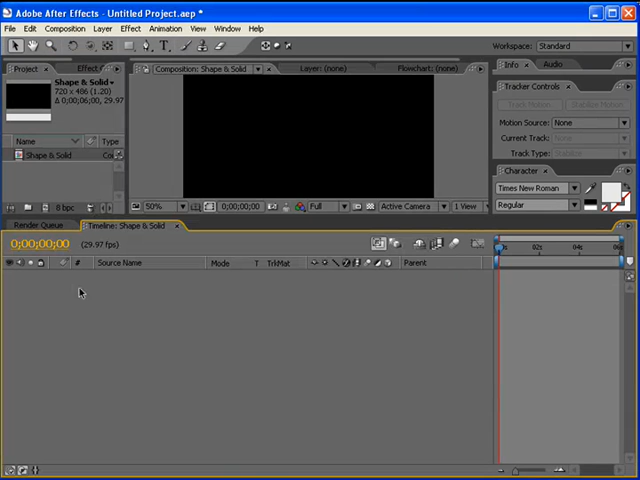 Adobe After Effects - Untitled Project.aep *
File Edit Composition Layer Effect Animation View Window Help
Workspace: Standard
Project Effect
Composition: Shape & Solid
Layer: (none)
Flowchart: (none)
Info Audio
Shape & Solid
720 x 486 (1.20)
Δ 0;00;06;00, 29.97
Tracker Controls
Track Motion Stabilize Motion
Motion Source: None
Current Track:
Track Type: Stabilize
Name Type
Shape & Solid
Character
Times New Roman
Regular
8 bpc
50% 0;00;00;00 Full Active Camera 1 View
Render Queue Timeline: Shape & Solid
0;00;00;00 (29.97 fps)
02s 04s
# Source Name Mode T TrkMat Parent